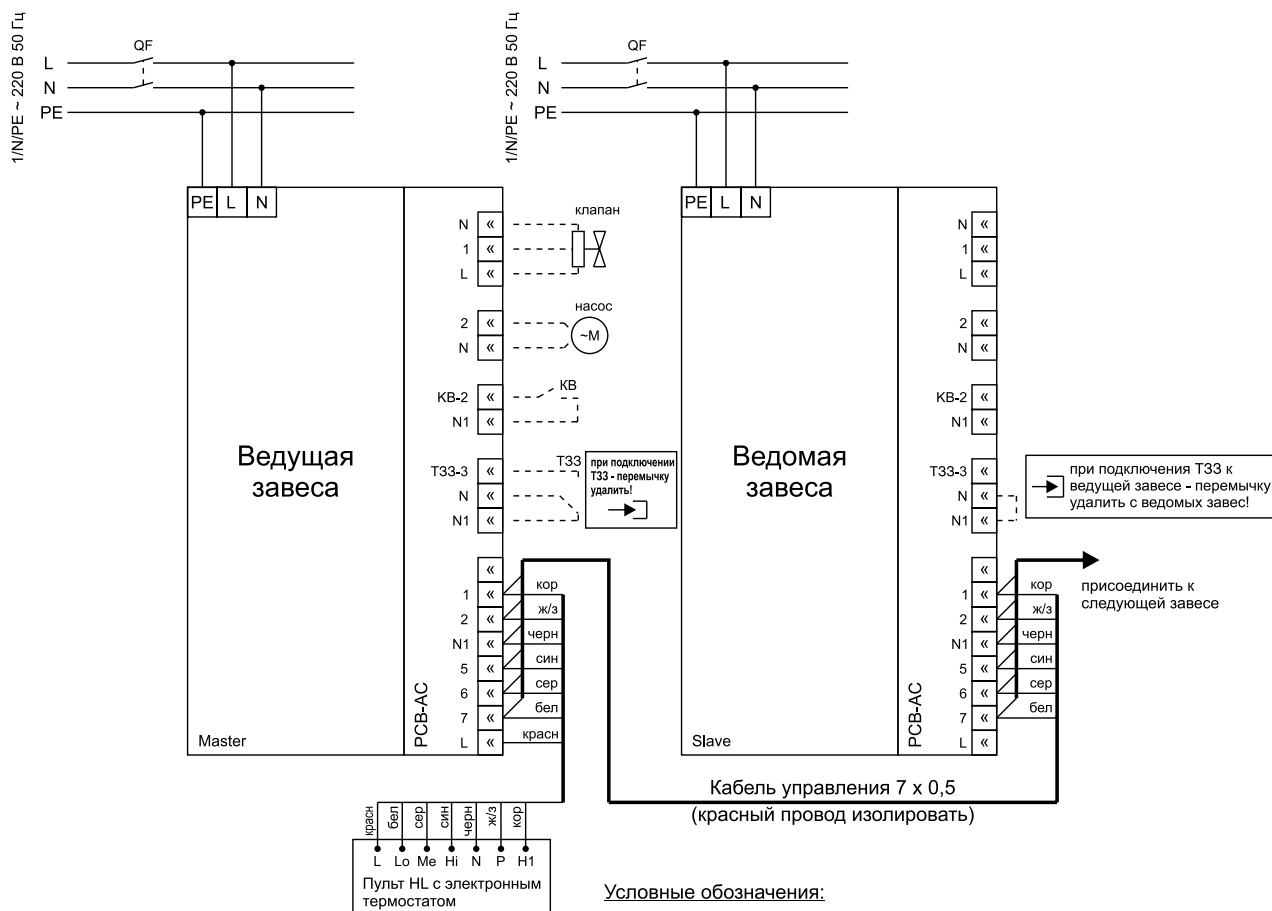 1/N/PE ~ 220 В 50 Гц
QF
L
N
PE
PE L N
N «
1 «
L «
клапан
2 «
N «
насос
~M
KB-2 «
N1 «
КВ
ТЗЗ-3 «
N «
N1 «
ТЗЗ
при подключении
ТЗЗ - перемычку
удалить!
Ведущая
завеса
«
1 « кор
2 « ж/з
N1 « черн
5 « син
6 « сер
7 « бел
L « красн
PCB-AC
Master
1/N/PE ~ 220 В 50 Гц
QF
L
N
PE
PE L N
N «
1 «
L «
2 «
N «
KB-2 «
N1 «
ТЗЗ-3 «
N «
N1 «
при подключения ТЗЗ к
ведущей завесе - перемычку
удалить с ведомых завес!
Ведомая
завеса
«
1 « кор
2 « ж/з
N1 « черн
5 « син
6 « сер
7 « бел
L «
PCB-AC
Slave
присоединить к
следующей завесе
Кабель управления 7 x 0,5
(красный провод изолировать)
красн бел сер син черн ж/з кор
L Lo Me Hi N P H1
Пульт HL с электронным
термостатом
Условные обозначения: